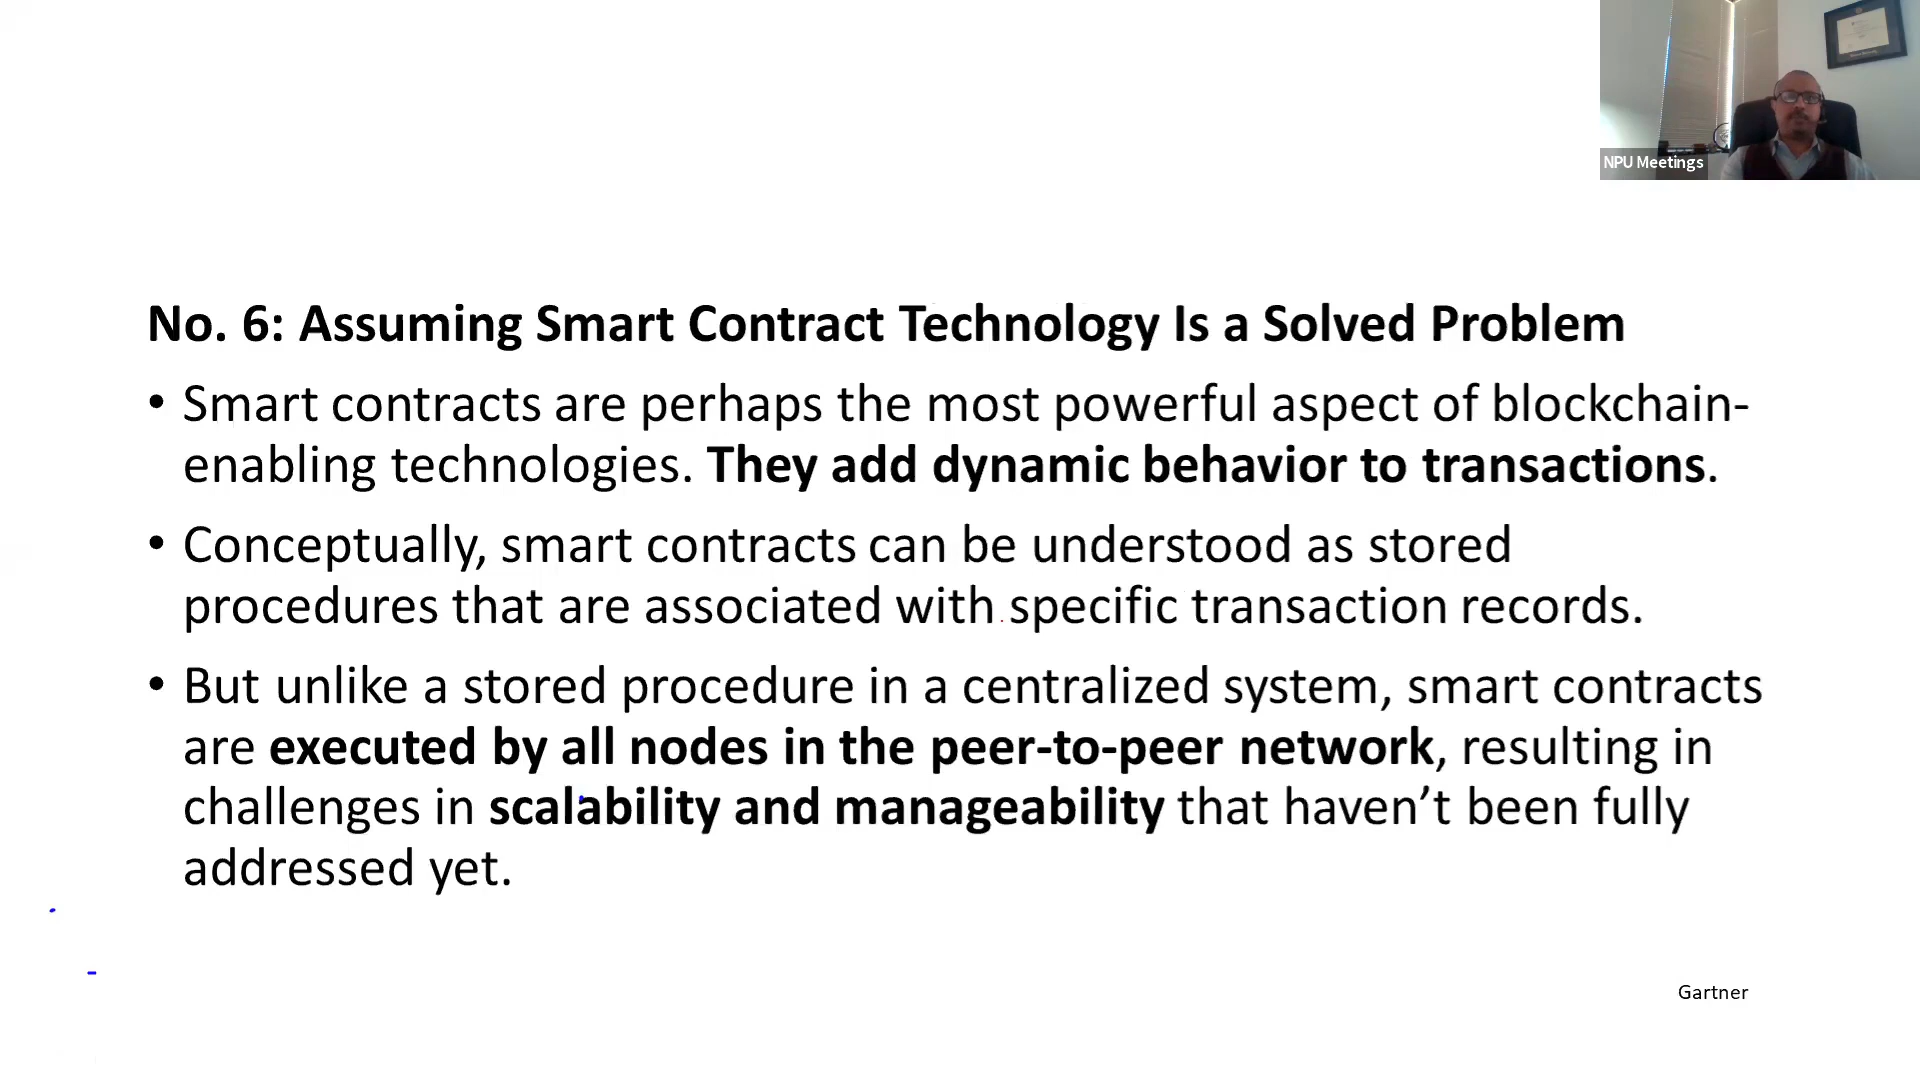 NPU Meetings
No. 6: Assuming Smart Contract Technology Is a Solved Problem
• Smart contracts are perhaps the most powerful aspect of blockchain-
enabling technologies. They add dynamic behavior to transactions.
• Conceptually, smart contracts can be understood as stored
procedures that are associated with specific transaction records.
• But unlike a stored procedure in a centralized system, smart contracts
are executed by all nodes in the peer-to-peer network, resulting in
challenges in scalability and manageability that haven’t been fully
addressed yet.
Gartner